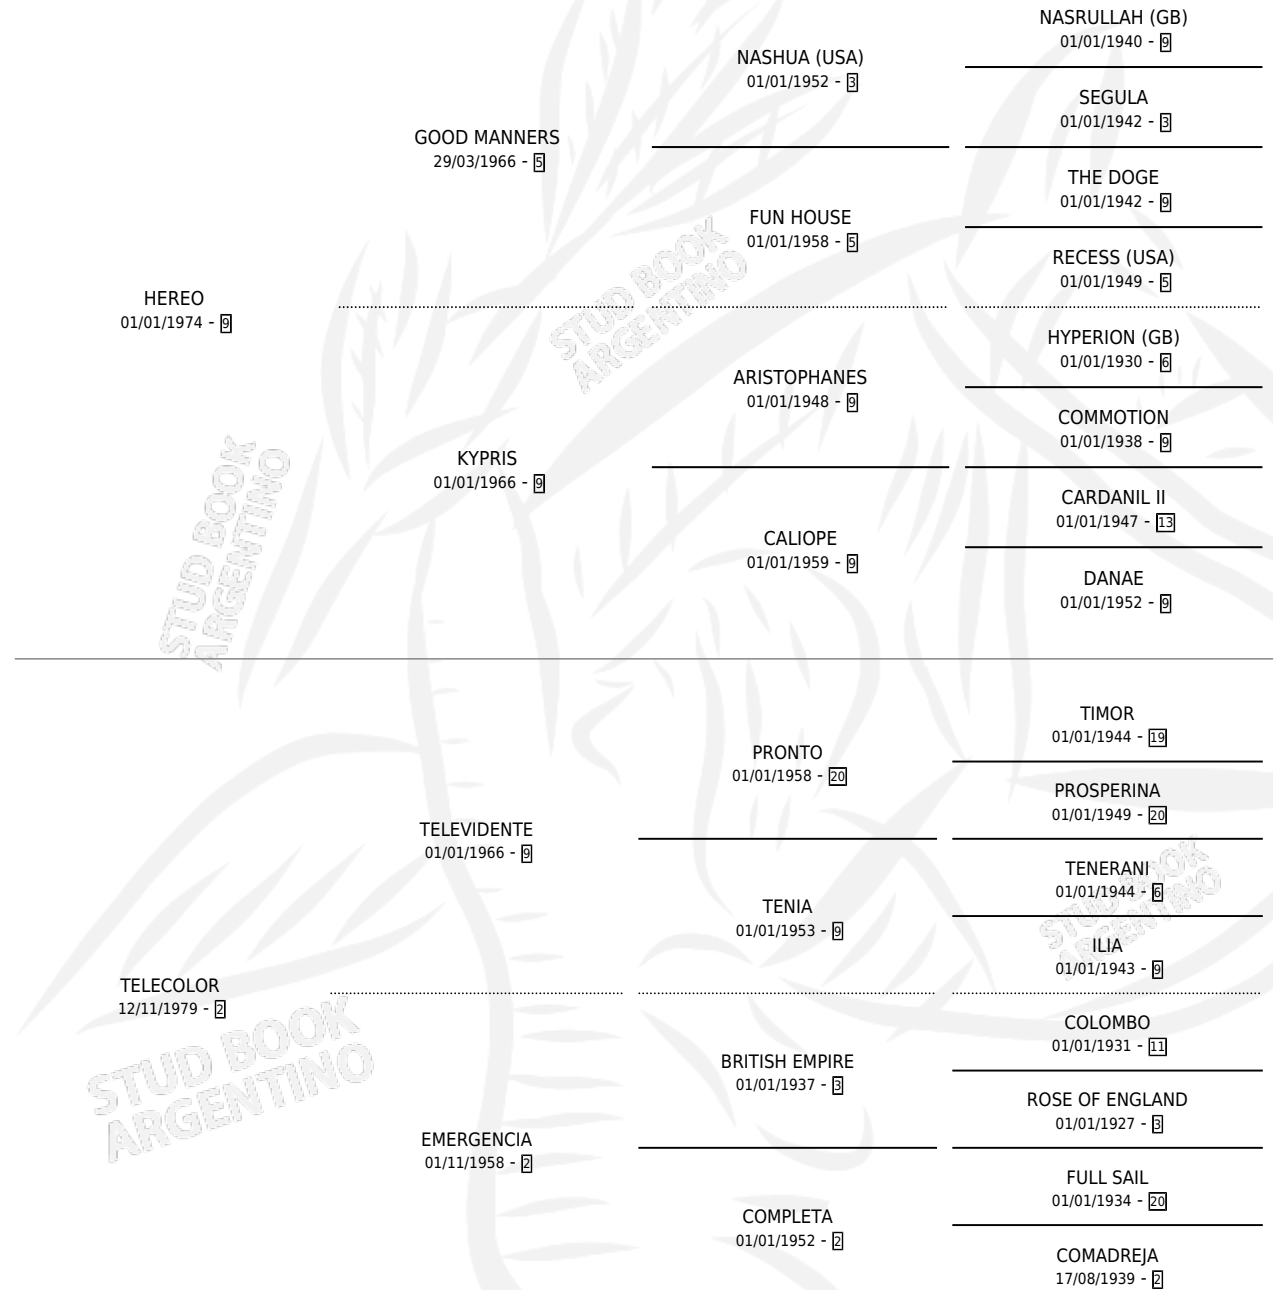 NASRULLAH (GB)
01/01/1940 - 9
NASHUA (USA)
01/01/1952 - 3
SEGULA
01/01/1942 - 3
GOOD MANNERS
29/03/1966 - 5
THE DOGE
01/01/1942 - 9
FUN HOUSE
01/01/1958 - 5
RECESS (USA)
01/01/1949 - 5
HEREO
01/01/1974 - 9
HYPERION (GB)
01/01/1930 - 6
ARISTOPHANES
01/01/1948 - 9
COMMOTION
01/01/1938 - 9
KYPRIS
01/01/1966 - 9
CARDANIL II
01/01/1947 - 13
CALIOPE
01/01/1959 - 9
DANAE
01/01/1952 - 9
TIMOR
01/01/1944 - 19
PRONTO
01/01/1958 - 20
PROSPERINA
01/01/1949 - 20
TELEVIDENTE
01/01/1966 - 9
TENERANI
01/01/1944 - 6
TENIA
01/01/1953 - 9
ILIA
01/01/1943 - 9
TELECOLOR
12/11/1979 - 2
COLOMBO
01/01/1931 - 11
BRITISH EMPIRE
01/01/1937 - 3
ROSE OF ENGLAND
01/01/1927 - 3
EMERGENCIA
01/11/1958 - 2
FULL SAIL
01/01/1934 - 20
COMPLETA
01/01/1952 - 2
COMADREJA
17/08/1939 - 2
STUD BOOK
ARGENTINO
STUD BOOK
ARGENTINO
STUD BOOK
ARGENTINO
STUD BOOK
ARGENTINO